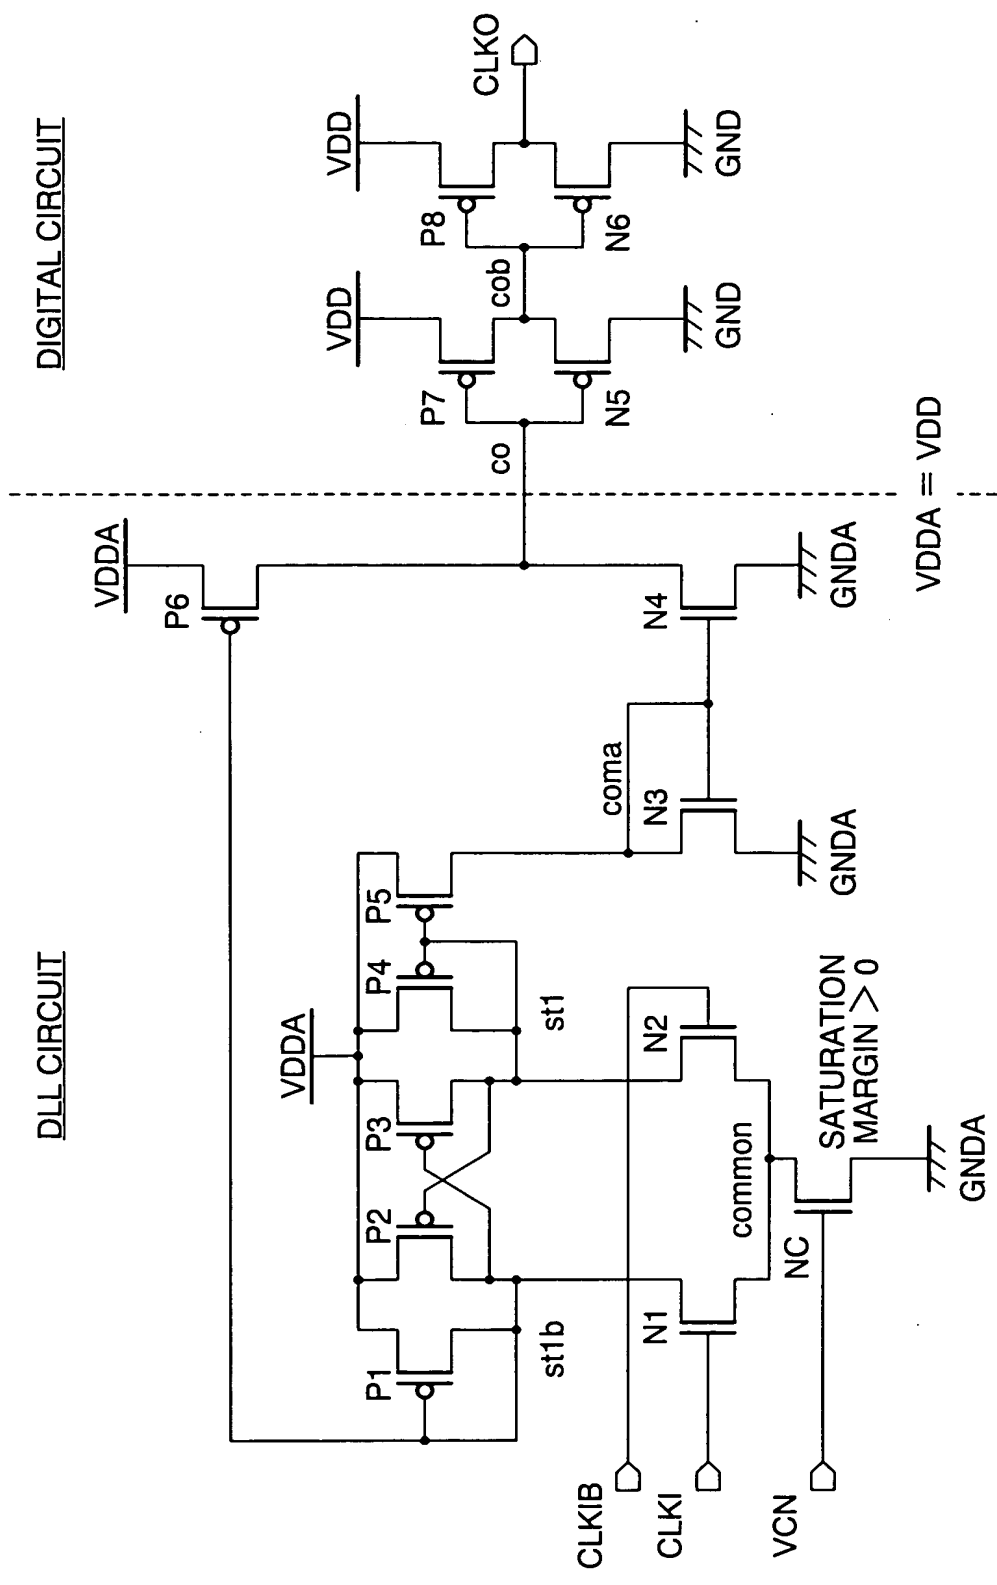 DLL CIRCUIT
DIGITAL CIRCUIT
VDDA
VDDA
VDD
VDD
P1
P2
P3
P4
P5
P6
P7
P8
st1b
st1
coma
co
cob
CLKO
CLKIB
CLKI
VCN
N1
N2
N3
N4
N5
N6
common
NC
SATURATION
MARGIN > 0
GNDA
GNDA
GNDA
GND
GND
VDDA = VDD